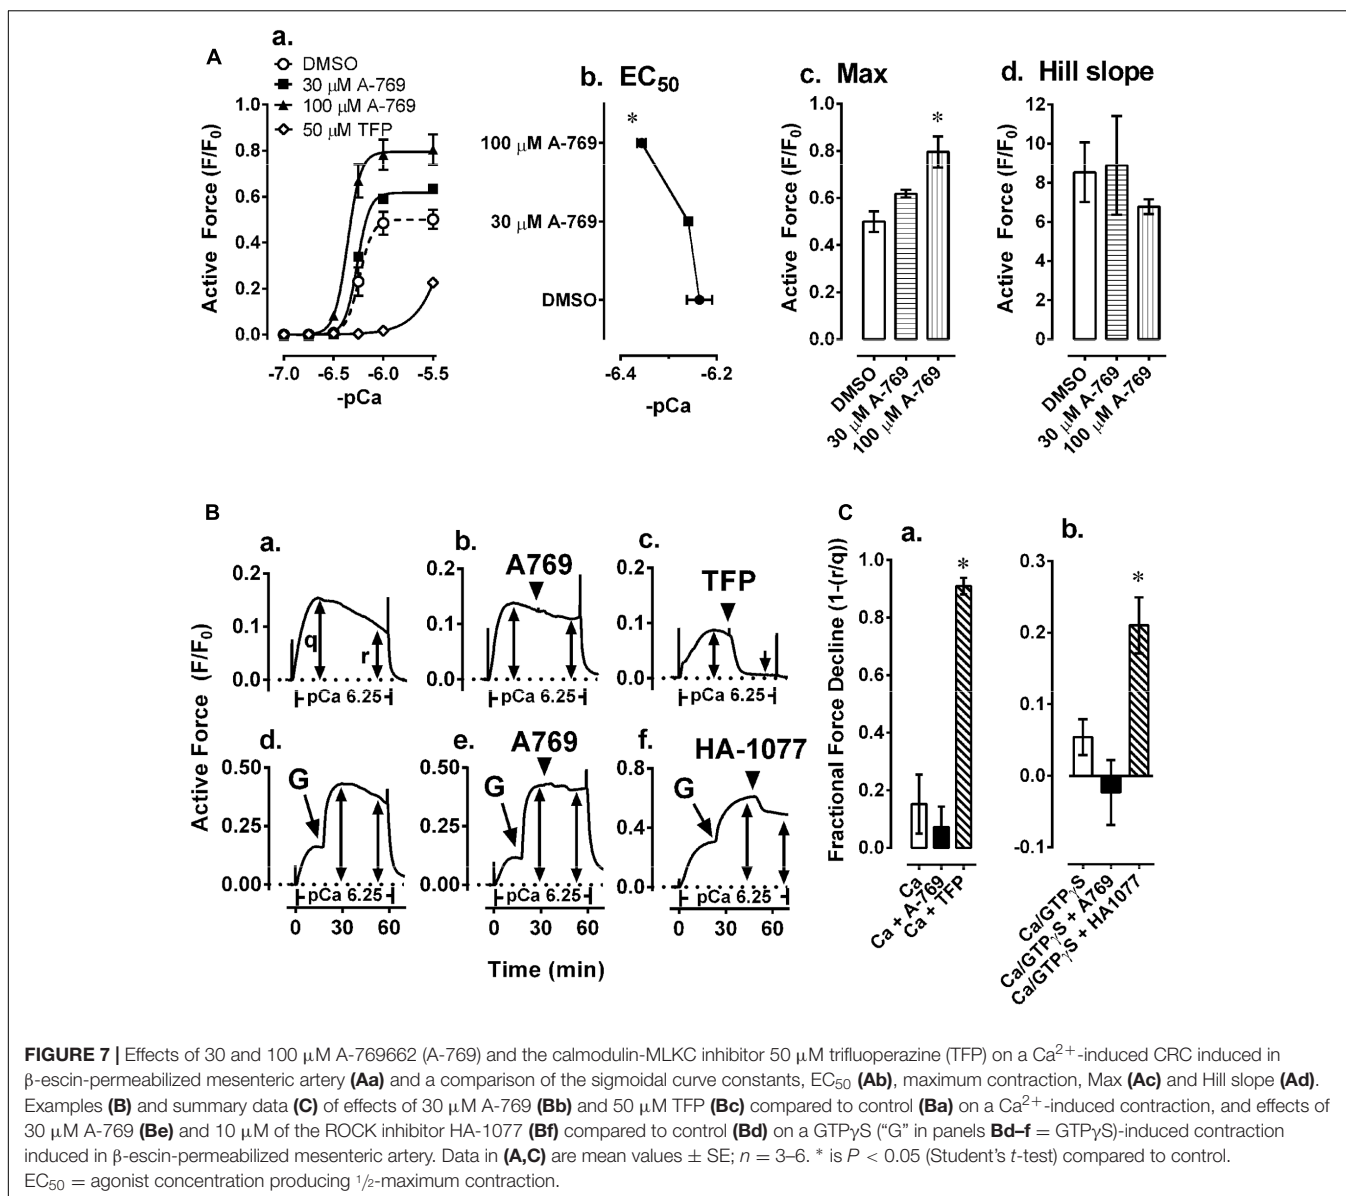 A
a.
DMSO
30 μM A-769
100 μM A-769
50 μM TFP
Active Force (F/F0)
1.0
0.8
0.6
0.4
0.2
0.0
-7.0 -6.5 -6.0 -5.5
-pCa
b. EC50
*
100 μM A-769
30 μM A-769
DMSO
-6.4 -6.2
-pCa
c. Max
Active Force (F/F0)
1.0
0.8
0.6
0.4
0.2
0.0
*
DMSO
30 μM A-769
100 μM A-769
d. Hill slope
Active Force (F/F0)
12
10
8
6
4
2
0
DMSO
30 μM A-769
100 μM A-769
B
Active Force (F/F0)
a.
0.2
0.1
0.0
q
r
pCa 6.25
b.
A769
0.2
0.1
0.0
pCa 6.25
c.
TFP
0.2
0.1
0.0
pCa 6.25
d.
0.50
0.25
0.00
G
pCa 6.25
0 30 60
e.
A769
0.50
0.25
0.00
G
pCa 6.25
0 30 60
f.
HA-1077
0.8
0.4
0.0
G
pCa 6.25
0 30 60
Time (min)
C
Fractional Force Decline (1-(r/q))
a.
1.0
0.8
0.6
0.4
0.2
0.0
*
Ca
Ca + A-769
Ca + TFP
b.
0.3
0.2
0.1
0.0
-0.1
*
Ca/GTPγS
Ca/GTPγS + A769
Ca/GTPγS + HA1077
FIGURE 7 | Effects of 30 and 100 μM A-769662 (A-769) and the calmodulin-MLKC inhibitor 50 μM trifluoperazine (TFP) on a Ca2+-induced CRC induced in
β-escin-permeabilized mesenteric artery (Aa) and a comparison of the sigmoidal curve constants, EC50 (Ab), maximum contraction, Max (Ac) and Hill slope (Ad).
Examples (B) and summary data (C) of effects of 30 μM A-769 (Bb) and 50 μM TFP (Bc) compared to control (Ba) on a Ca2+-induced contraction, and effects of
30 μM A-769 (Be) and 10 μM of the ROCK inhibitor HA-1077 (Bf) compared to control (Bd) on a GTPγS (“G” in panels Bd–f = GTPγS)-induced contraction
induced in β-escin-permeabilized mesenteric artery. Data in (A,C) are mean values ± SE; n = 3–6. * is P < 0.05 (Student’s t-test) compared to control.
EC50 = agonist concentration producing 1/2-maximum contraction.